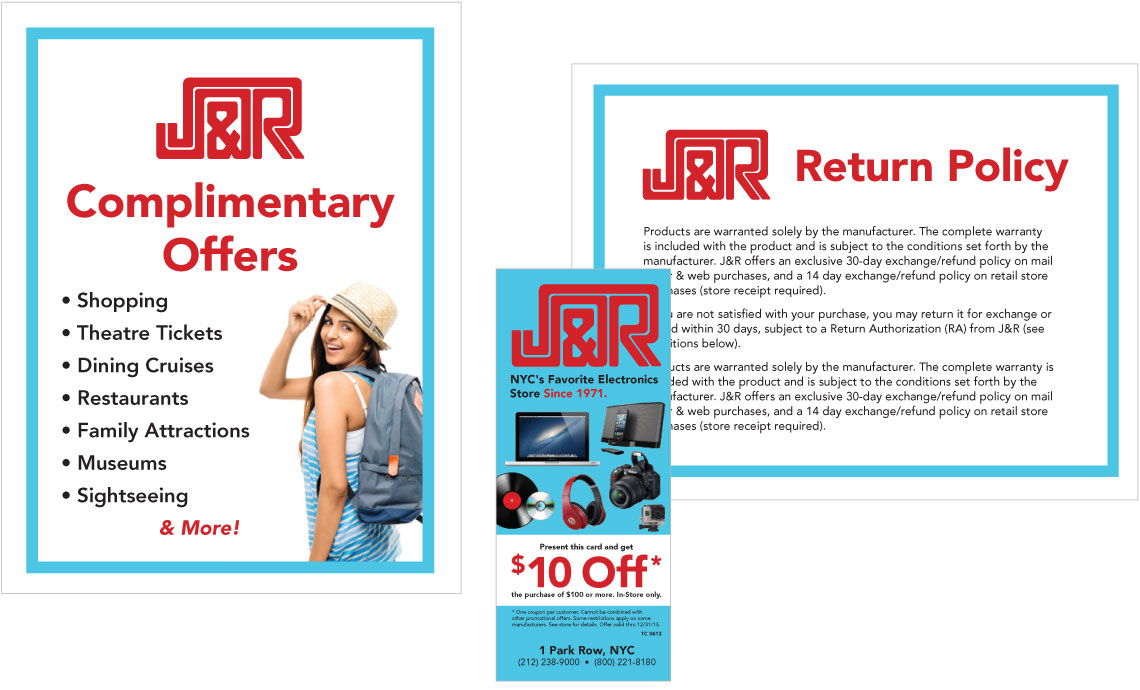 J&R
Complimentary
Offers
• Shopping
• Theatre Tickets
• Dining Cruises
• Restaurants
• Family Attractions
• Museums
• Sightseeing
& More!
J&R
NYC's Favorite Electronics
Store Since 1971.
Present this card and get
$10 Off*
the purchase of $100 or more. In-Store only.
* One coupon per customer. Cannot be combined with
other promotional offers. Some restrictions apply on some
manufacturers. See store for details. Offer valid thru 12/31/13.
TC 0613
1 Park Row, NYC
(212) 238-9000 • (800) 221-8180
J&R Return Policy
Products are warranted solely by the manufacturer. The complete warranty
is included with the product and is subject to the conditions set forth by the
manufacturer. J&R offers an exclusive 30-day exchange/refund policy on mail
& web purchases, and a 14 day exchange/refund policy on retail store
(store receipt required).
are not satisfied with your purchase, you may return it for exchange or
within 30 days, subject to a Return Authorization (RA) from J&R (see
below).
are warranted solely by the manufacturer. The complete warranty is
with the product and is subject to the conditions set forth by the
J&R offers an exclusive 30-day exchange/refund policy on mail
& web purchases, and a 14 day exchange/refund policy on retail store
(store receipt required).